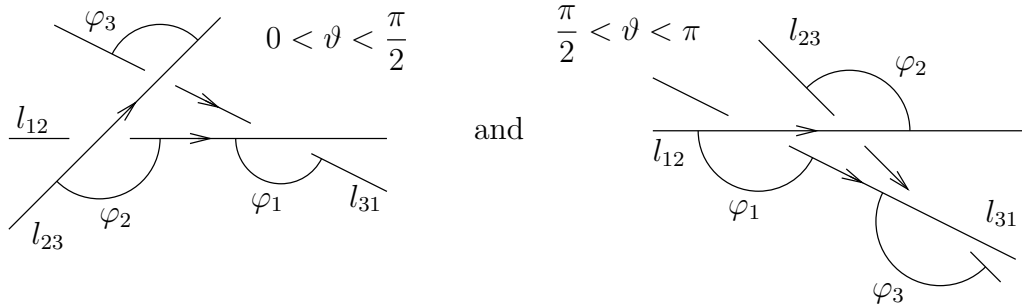 φ₃
0 < ϑ < π/2
l₁₂
l₂₃
φ₂
φ₁
l₃₁
and
π/2 < ϑ < π
l₂₃
φ₂
l₁₂
φ₁
l₃₁
φ₃